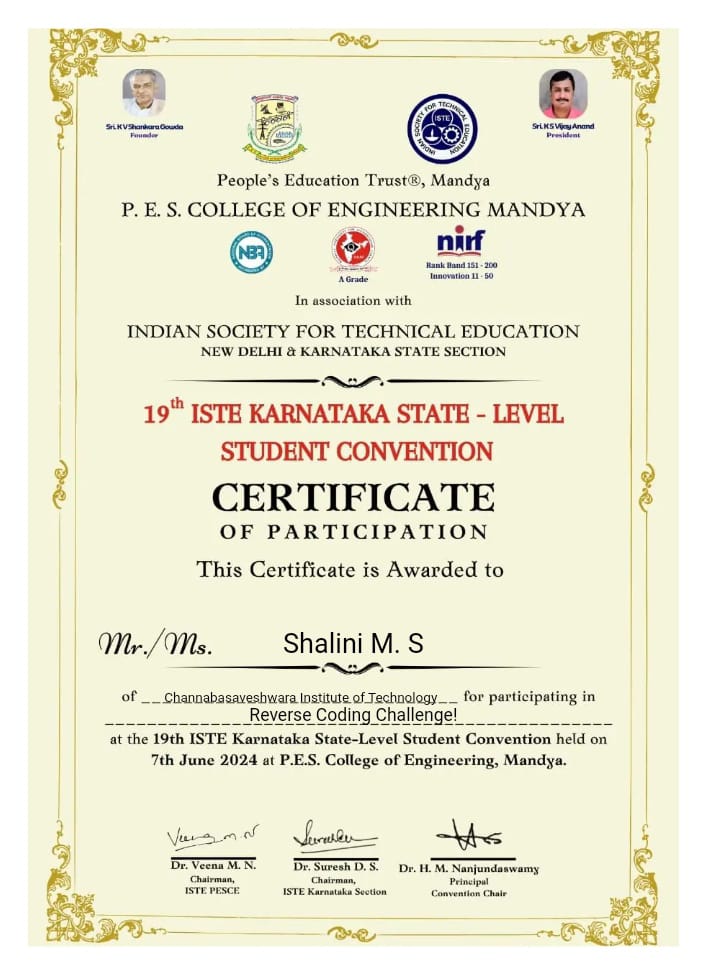 Sri. K V Shankara Gowda
Founder
INDIAN SOCIETY FOR TECHNICAL EDUCATION
ISTE
Sri. K S Vijay Anand
President
People's Education Trust®, Mandya
P. E. S. COLLEGE OF ENGINEERING MANDYA
NBA
A Grade
nirf
Rank Band 151 - 200
Innovation 11 - 50
In association with
INDIAN SOCIETY FOR TECHNICAL EDUCATION
NEW DELHI & KARNATAKA STATE SECTION
19th ISTE KARNATAKA STATE - LEVEL
STUDENT CONVENTION
CERTIFICATE
OF PARTICIPATION
This Certificate is Awarded to
Mr./Ms. Shalini M. S
of __Channabasaveshwara Institute of Technology__ for participating in
Reverse Coding Challenge!
at the 19th ISTE Karnataka State-Level Student Convention held on
7th June 2024 at P.E.S. College of Engineering, Mandya.
Veena M. N
Dr. Veena M. N.
Chairman,
ISTE PESCE
Dr. Suresh D. S.
Chairman,
ISTE Karnataka Section
Dr. H. M. Nanjundaswamy
Principal
Convention Chair